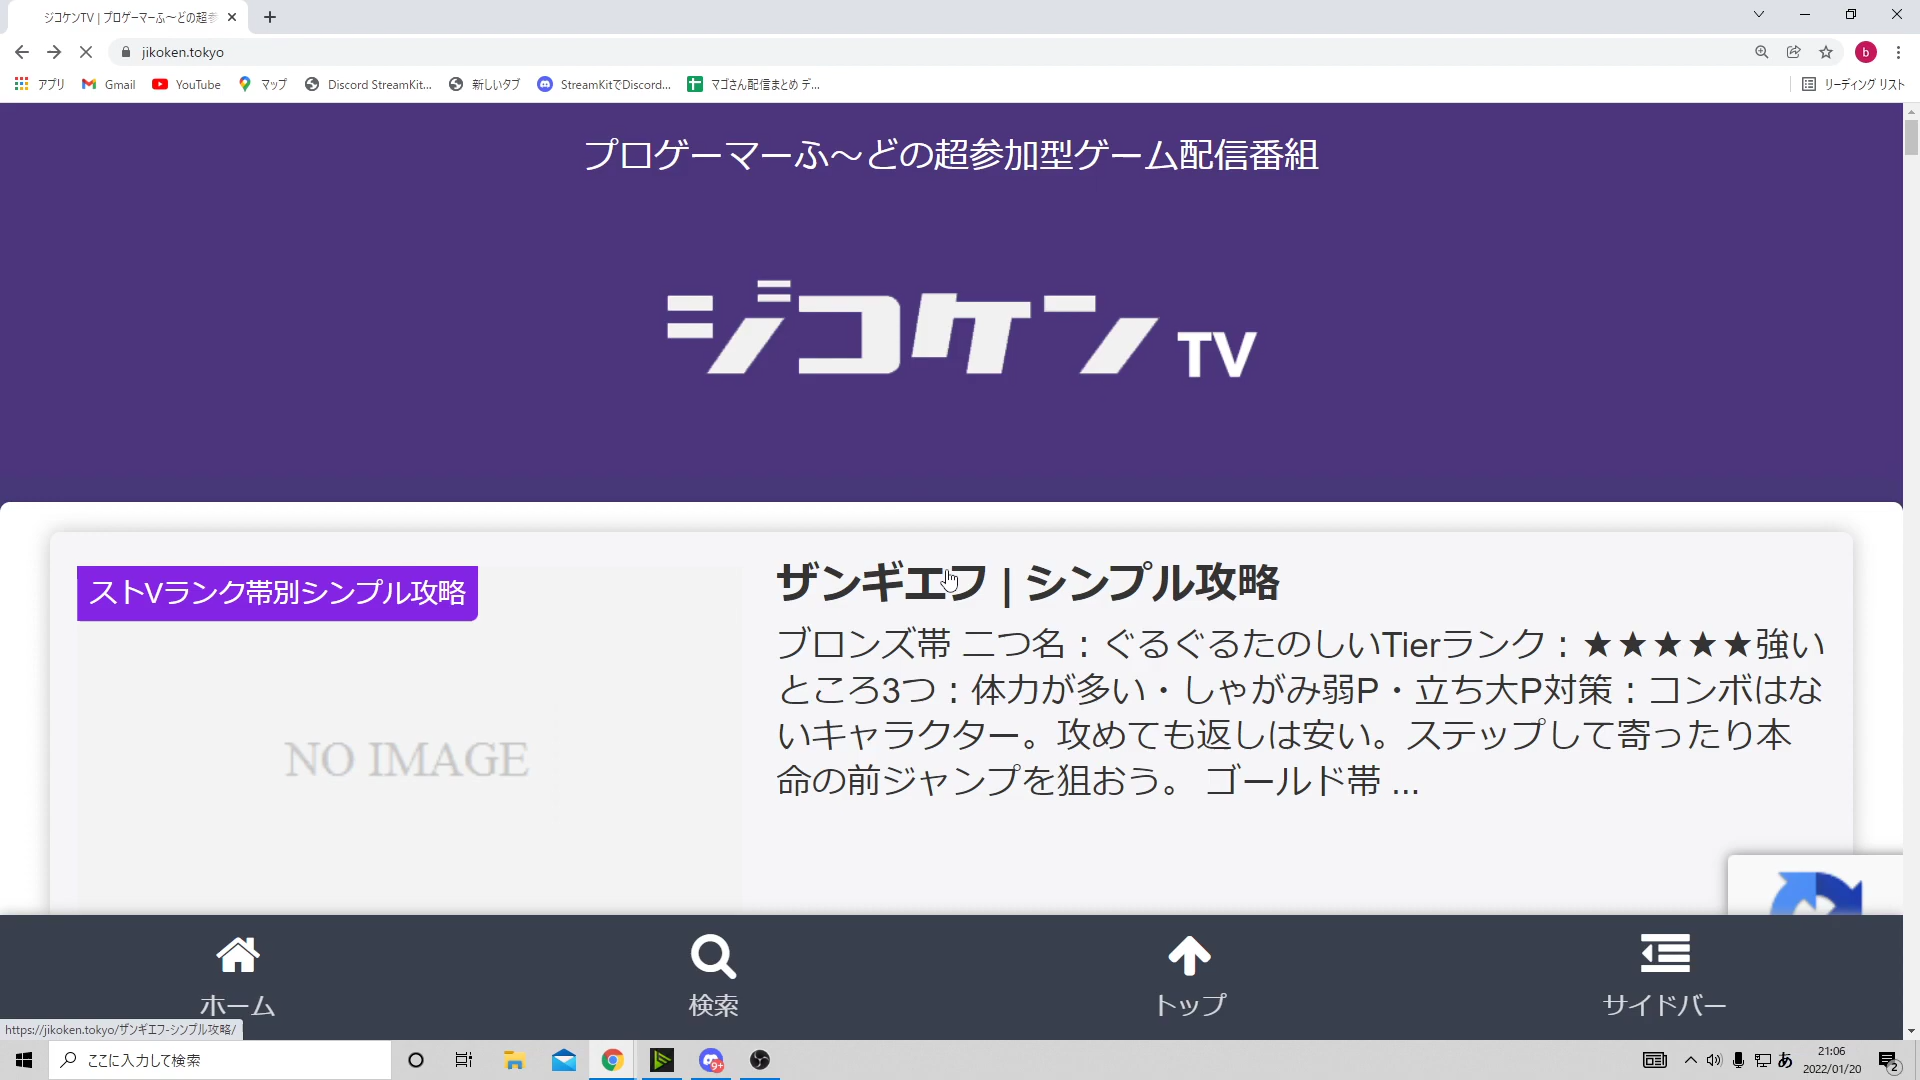 ジコケンTV | プロゲーマーふ〜どの超参
jikoken.tokyo
b
アプリ
Gmail
YouTube
マップ
Discord StreamKit...
新しいタブ
StreamKitでDiscord...
マゴさん配信まとめ デ...
リーディング リスト
プロゲーマーふ〜どの超参加型ゲーム配信番組
ジコケン TV
ストVランク帯別シンプル攻略
NO IMAGE
ザンギエフ | シンプル攻略
ブロンズ帯 二つ名：ぐるぐるたのしいTierランク：★★★★★強い
ところ3つ：体力が多い・しゃがみ弱P・立ち大P対策：コンボはな
いキャラクター。攻めても返しは安い。ステップして寄ったり本
命の前ジャンプを狙おう。 ゴールド帯 ...
ホーム
検索
トップ
サイドバー
https://jikoken.tokyo/ザンギエフ-シンプル攻略/
ここに入力して検索
9+
あ
21:06
2022/01/20
2